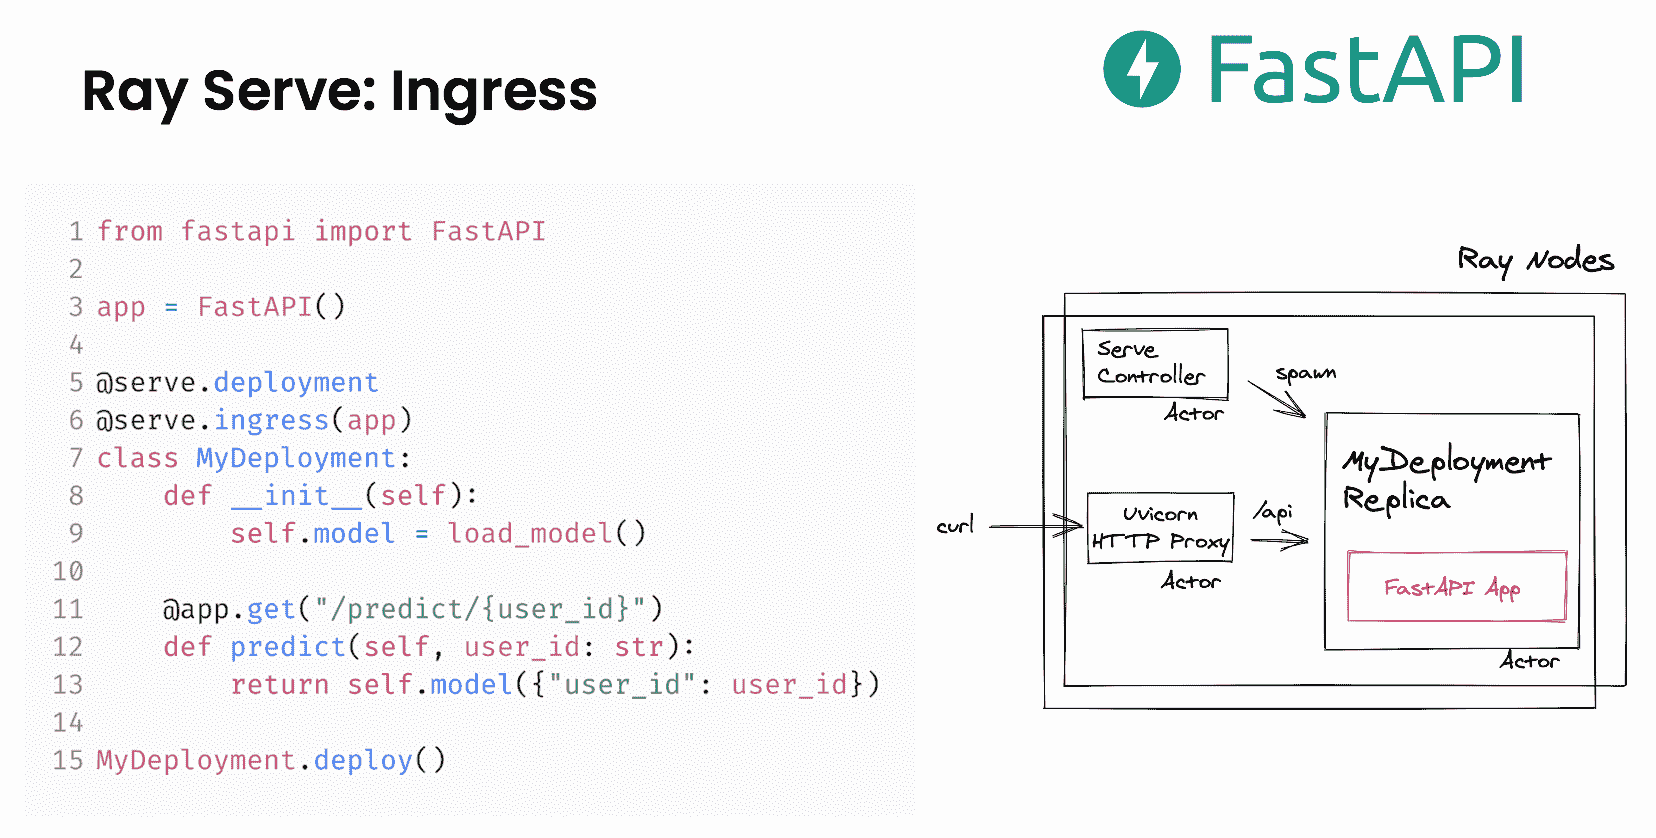 Ray Serve: Ingress
FastAPI
1 from fastapi import FastAPI
2
3 app = FastAPI()
4
5 @serve.deployment
6 @serve.ingress(app)
7 class MyDeployment:
8     def __init__(self):
9         self.model = load_model()
10
11     @app.get("/predict/{user_id}")
12     def predict(self, user_id: str):
13         return self.model({"user_id": user_id})
14
15 MyDeployment.deploy()
Ray Nodes
Serve
Controller
Actor
spawn
MyDeployment
Replica
curl
Uvicorn
HTTP Proxy
Actor
/api
FastAPI App
Actor